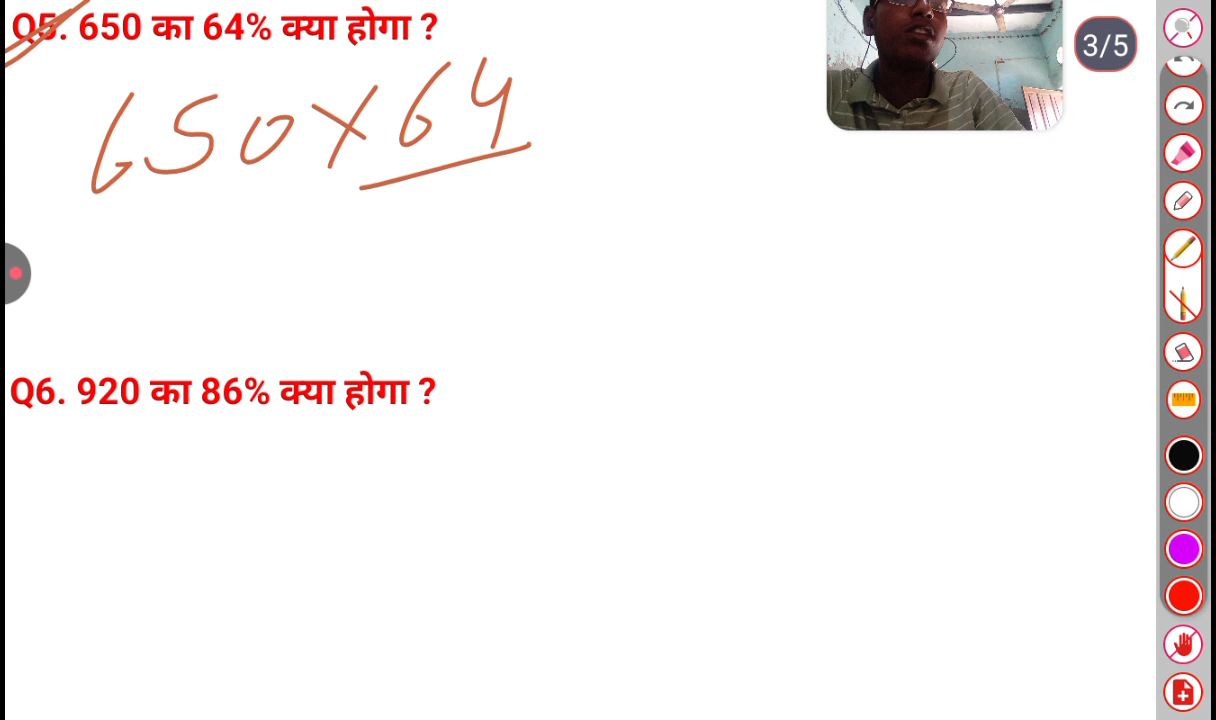 Q5. 650 का 64% क्या होगा ?
3/5
650×64
Q6. 920 का 86% क्या होगा ?